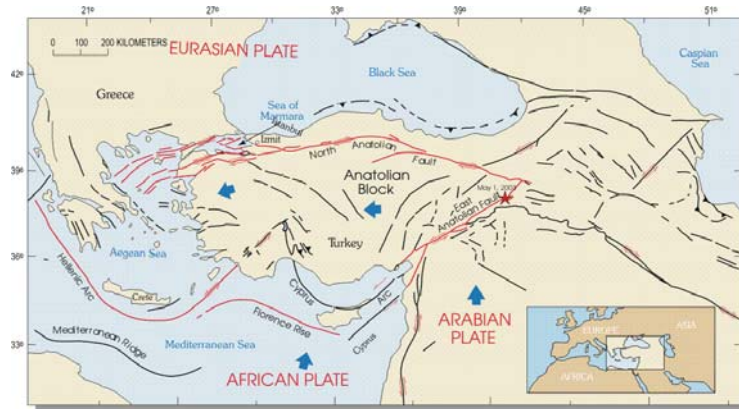 21° 27° 33° 39° 45° 51°
0 100 200 KILOMETERS
EURASIAN PLATE
Caspian
Sea
42°
Black Sea
Greece
Sea of
Marmara
Istanbul
Izmit
North Anatolian
Fault
39°
Anatolian
Block
May 1, 2003
East
Anatolian Fault
Turkey
36°
Aegean Sea
Hellenic Arc
Cyprus Arc
Crete
Florence Rise
Cyprus
ARABIAN
PLATE
33°
Mediterranean Ridge
Mediterranean Sea
AFRICAN PLATE
EUROPE
ASIA
AFRICA